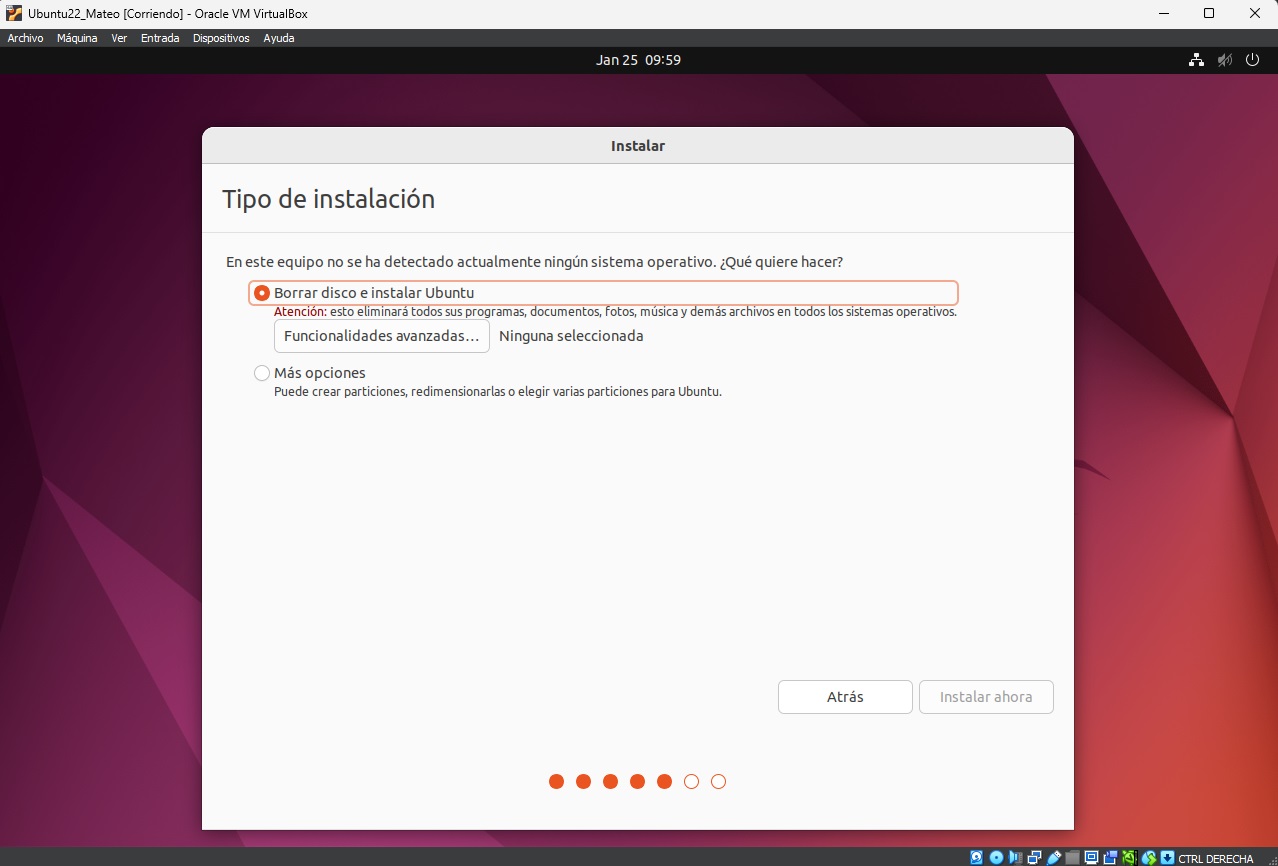 Ubuntu22_Mateo [Corriendo] - Oracle VM VirtualBox
Archivo Máquina Ver Entrada Dispositivos Ayuda
Jan 25 09:59
Instalar
Tipo de instalación
En este equipo no se ha detectado actualmente ningún sistema operativo. ¿Qué quiere hacer?
Borrar disco e instalar Ubuntu
Atención: esto eliminará todos sus programas, documentos, fotos, música y demás archivos en todos los sistemas operativos.
Funcionalidades avanzadas... Ninguna seleccionada
Más opciones
Puede crear particiones, redimensionarlas o elegir varias particiones para Ubuntu.
Atrás Instalar ahora
CTRL DERECHA